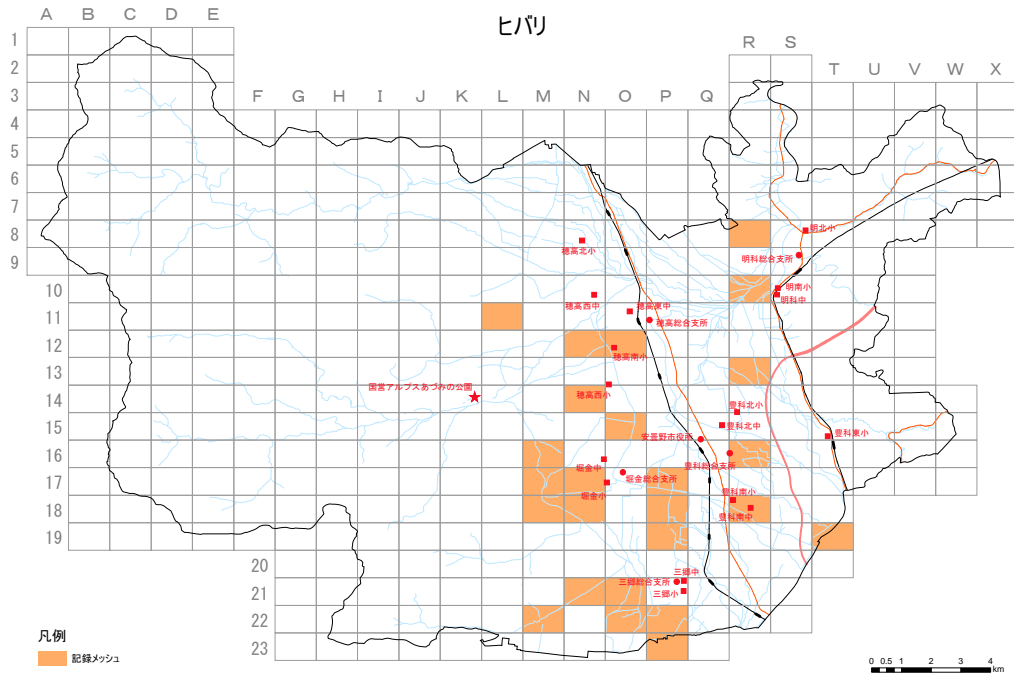 ヒバリ
A B C D E
R S
T U V W X
F G H I J K L M N O P Q
1
2
3
4
5
6
7
8
9
10
11
12
13
14
15
16
17
18
19
20
21
22
23
明北小
穂高北小
明科総合支所
明南小
穂高西中
明科中
穂高東中
穂高総合支所
穂高南小
国営アルプスあづみの公園
穂高西小
豊科北小
豊科北中
安曇野市役所
豊科東小
堀金中
豊科総合支所
堀金総合支所
堀金小
豊科南小
豊科南中
三郷中
三郷総合支所
三郷小
凡例
記録メッシュ
0 0.5 1 2 3 4
km